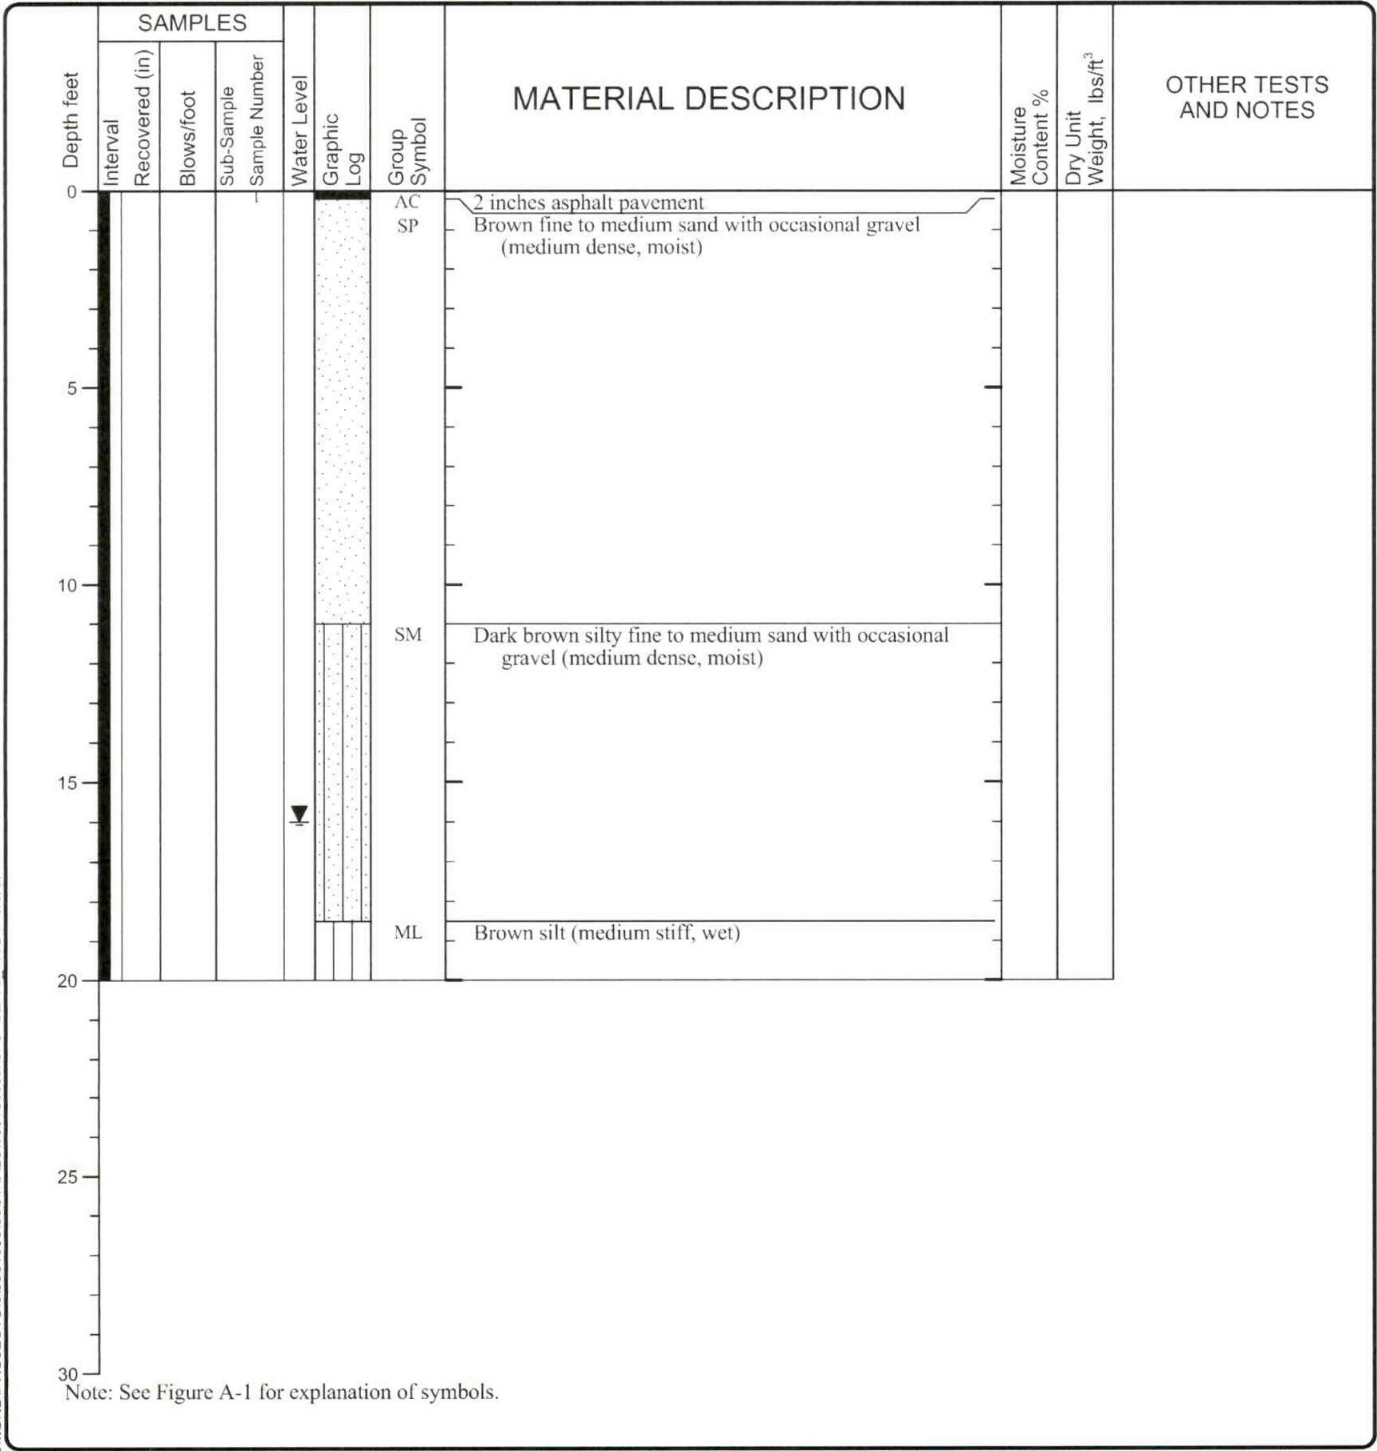 SAMPLES
Depth feet
Interval
Recovered (in)
Blows/foot
Sub-Sample
Sample Number
Water Level
Graphic
Log
Group
Symbol
MATERIAL DESCRIPTION
Moisture
Content %
Dry Unit
Weight, lbs/ft³
OTHER TESTS
AND NOTES
0
AC
2 inches asphalt pavement
SP
Brown fine to medium sand with occasional gravel
(medium dense, moist)
5
10
SM
Dark brown silty fine to medium sand with occasional
gravel (medium dense, moist)
15
ML
Brown silt (medium stiff, wet)
20
25
30
Note: See Figure A-1 for explanation of symbols.